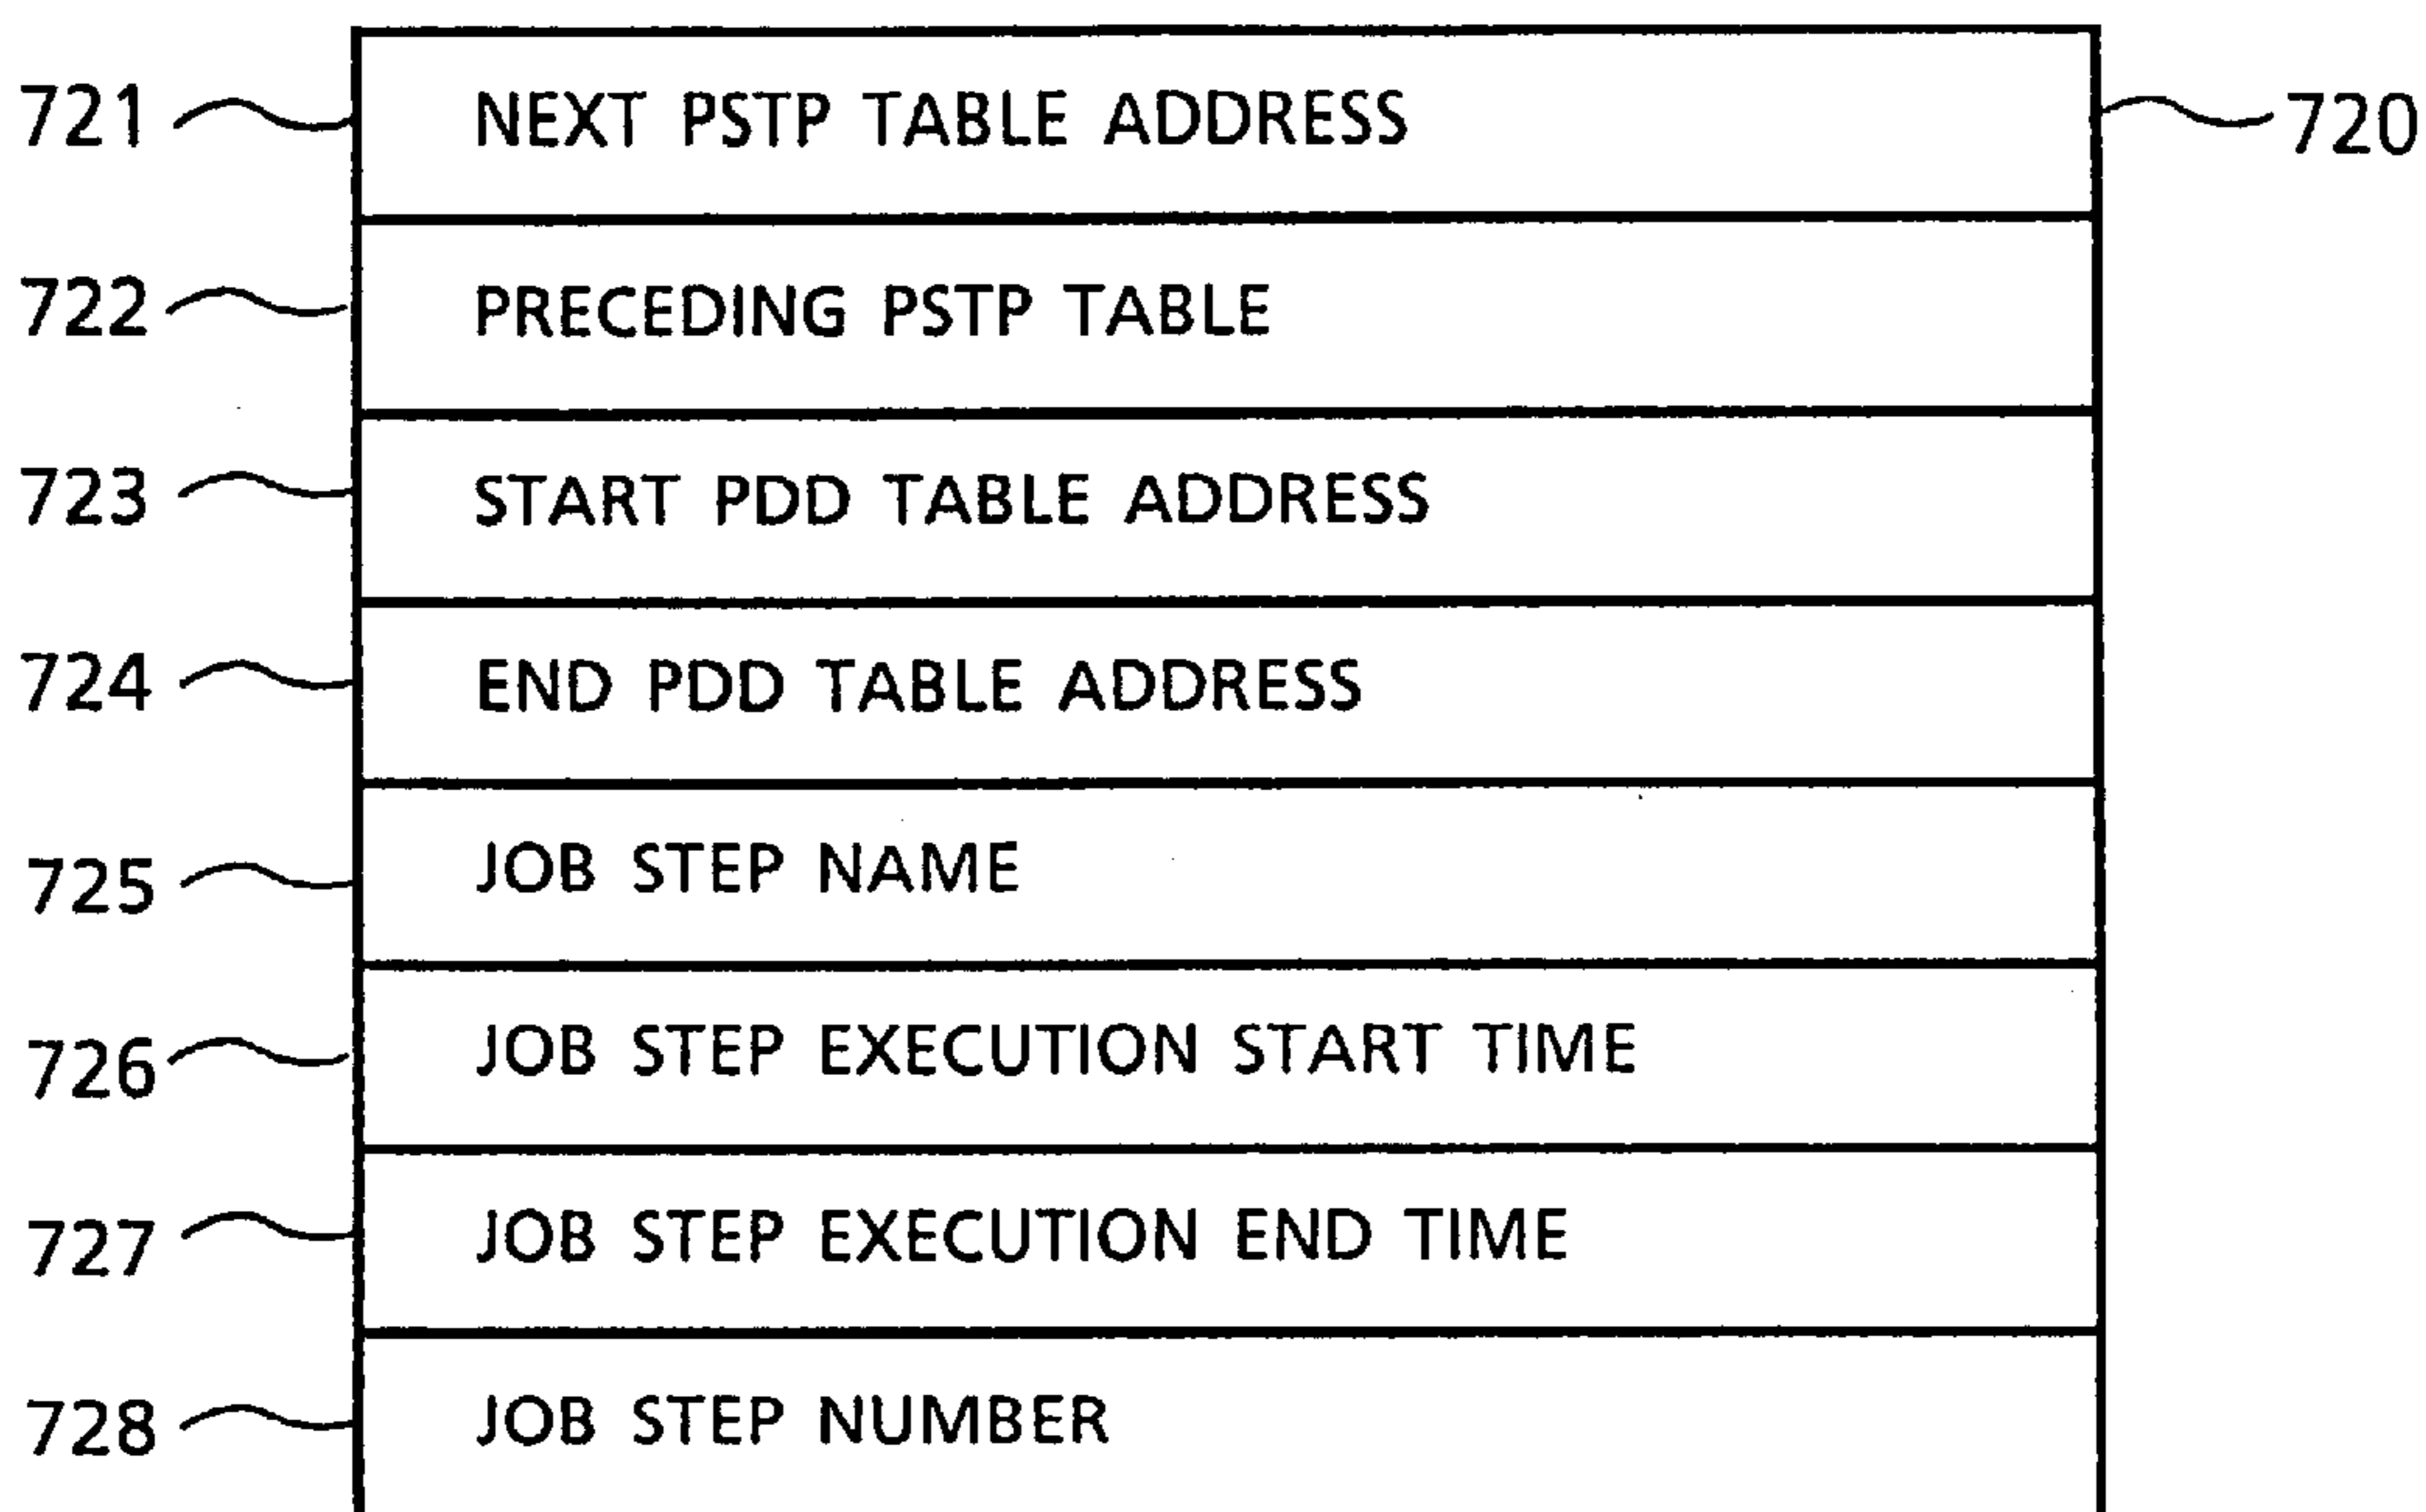 721 NEXT PSTP TABLE ADDRESS 720
722 PRECEDING PSTP TABLE
723 START PDD TABLE ADDRESS
724 END PDD TABLE ADDRESS
725 JOB STEP NAME
726 JOB STEP EXECUTION START TIME
727 JOB STEP EXECUTION END TIME
728 JOB STEP NUMBER